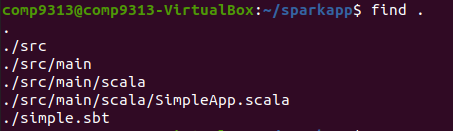 comp9313@comp9313-VirtualBox:~/sparkapp$ find .
.
./src
./src/main
./src/main/scala
./src/main/scala/SimpleApp.scala
./simple.sbt